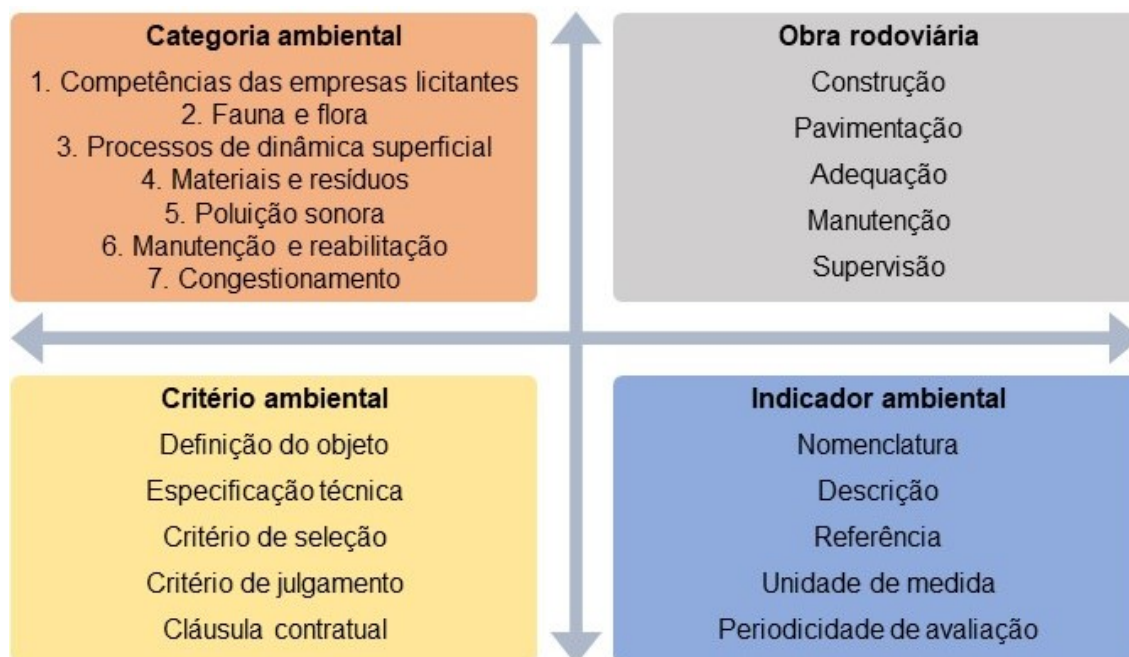 Categoria ambiental
1. Competências das empresas licitantes
2. Fauna e flora
3. Processos de dinâmica superficial
4. Materiais e resíduos
5. Poluição sonora
6. Manutenção e reabilitação
7. Congestionamento
Obra rodoviária
Construção
Pavimentação
Adequação
Manutenção
Supervisão
Critério ambiental
Definição do objeto
Especificação técnica
Critério de seleção
Critério de julgamento
Cláusula contratual
Indicador ambiental
Nomenclatura
Descrição
Referência
Unidade de medida
Periodicidade de avaliação